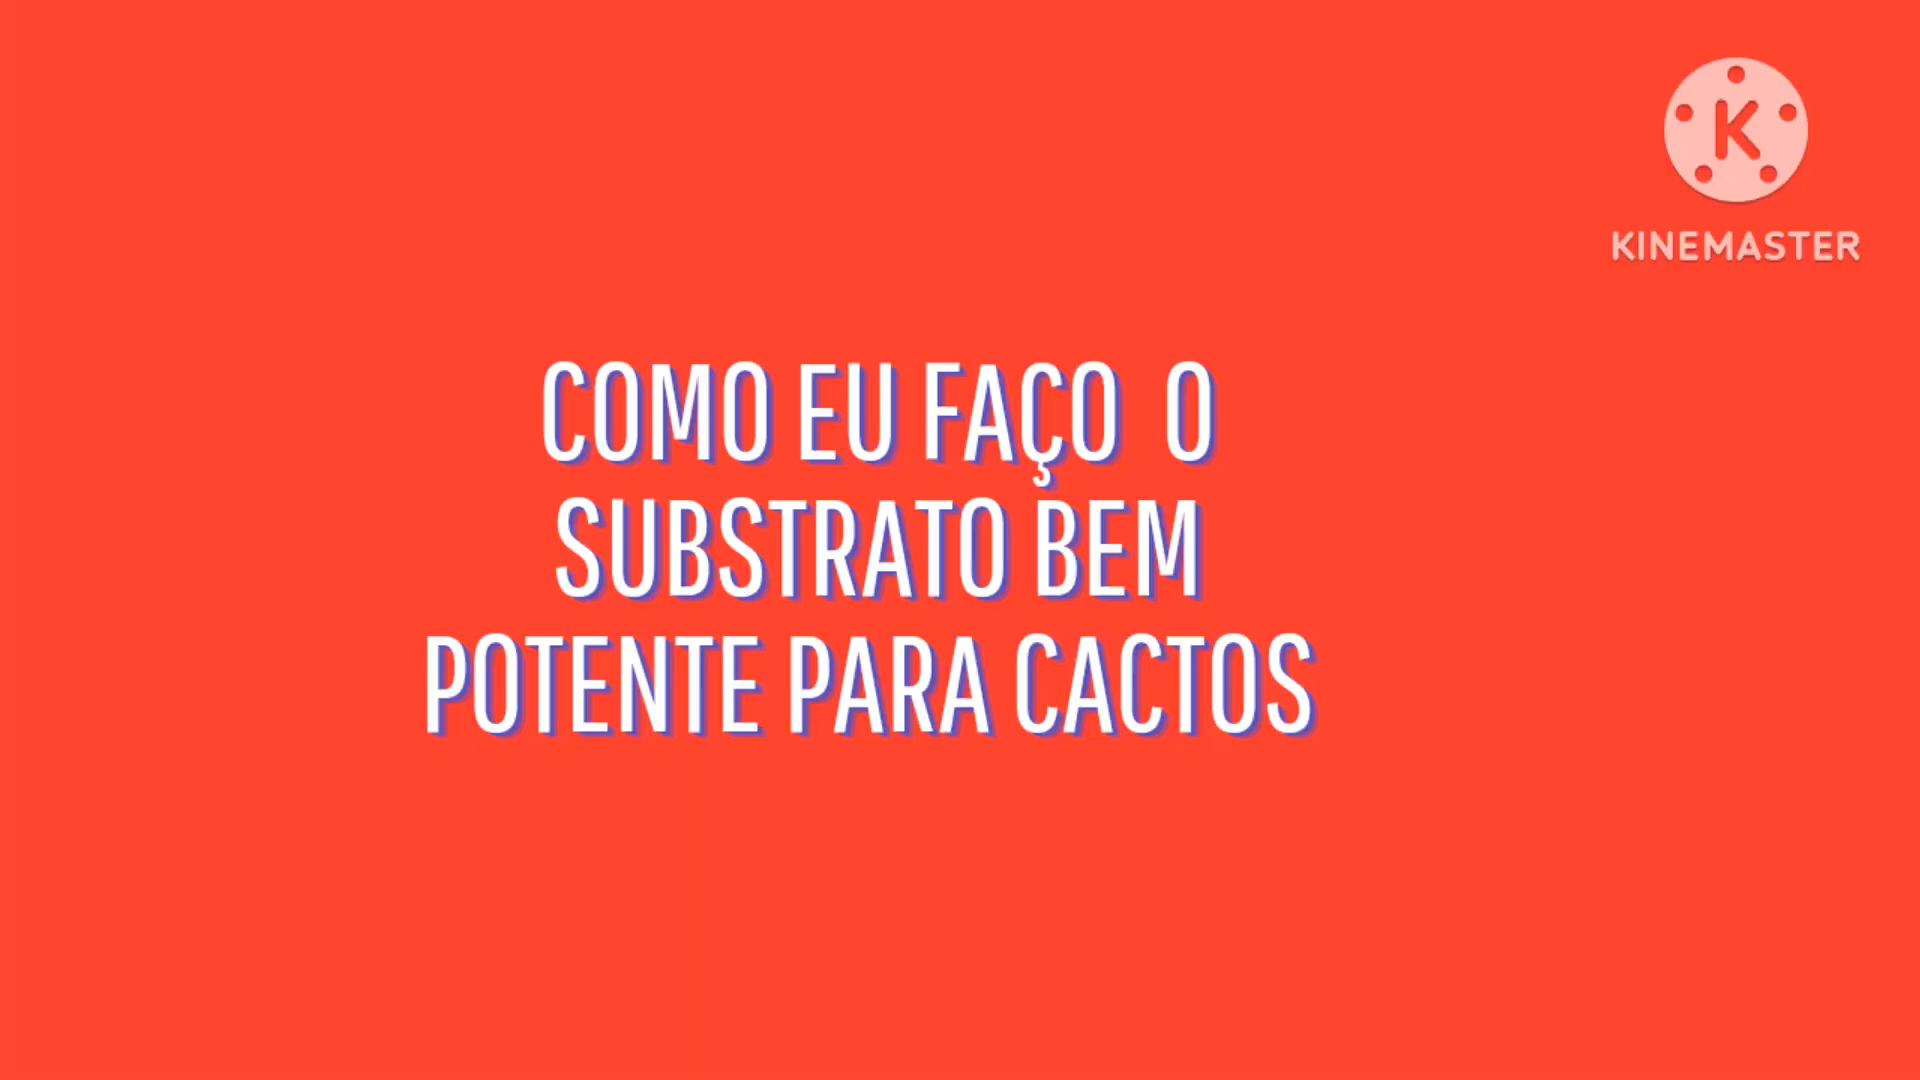 K
KINEMASTER
COMO EU FAÇO O
SUBSTRATO BEM
POTENTE PARA CACTOS